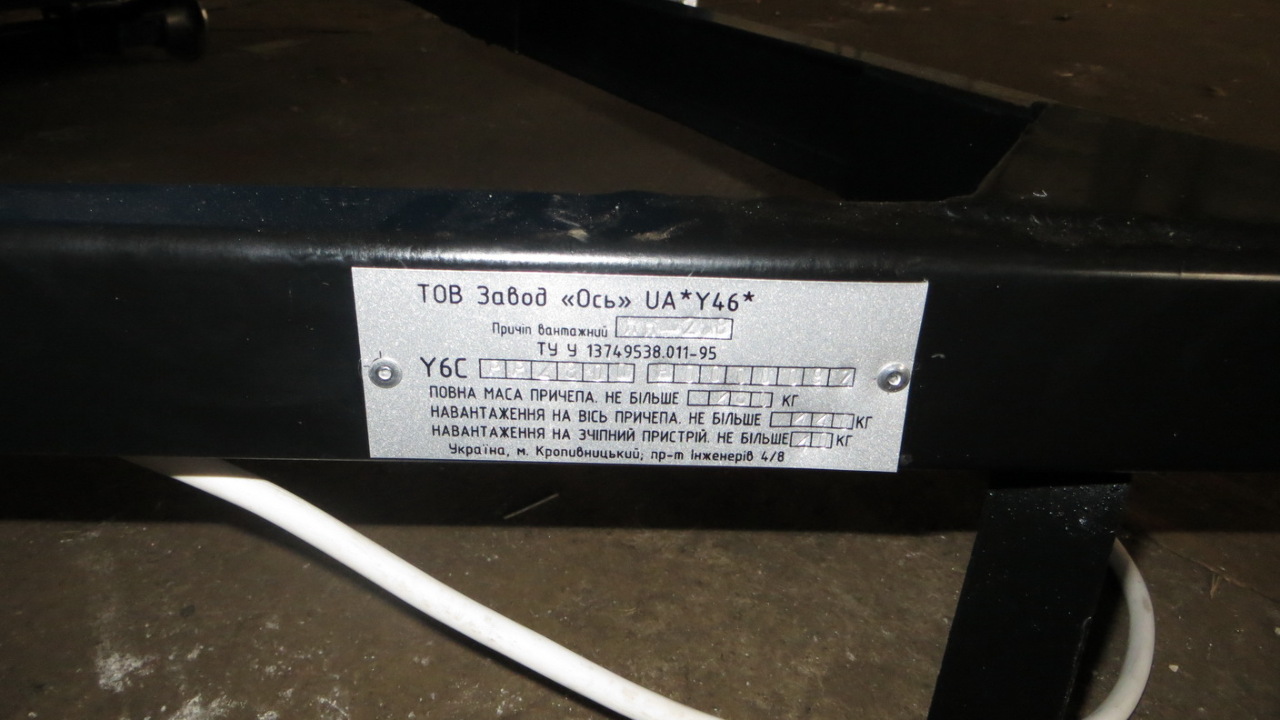 ТОВ Завод «Ось» UA*Y46*
Причіп вантажний
ТУ У 13749538.011-95
Y6C
ПОВНА МАСА ПРИЧЕПА. НЕ БІЛЬШЕ КГ
НАВАНТАЖЕННЯ НА ВІСЬ ПРИЧЕПА. НЕ БІЛЬШЕ КГ
НАВАНТАЖЕННЯ НА ЗЧІПНИЙ ПРИСТРІЙ. НЕ БІЛЬШЕ КГ
Україна, м. Кропивницький, пр-т Інженерів 4/8